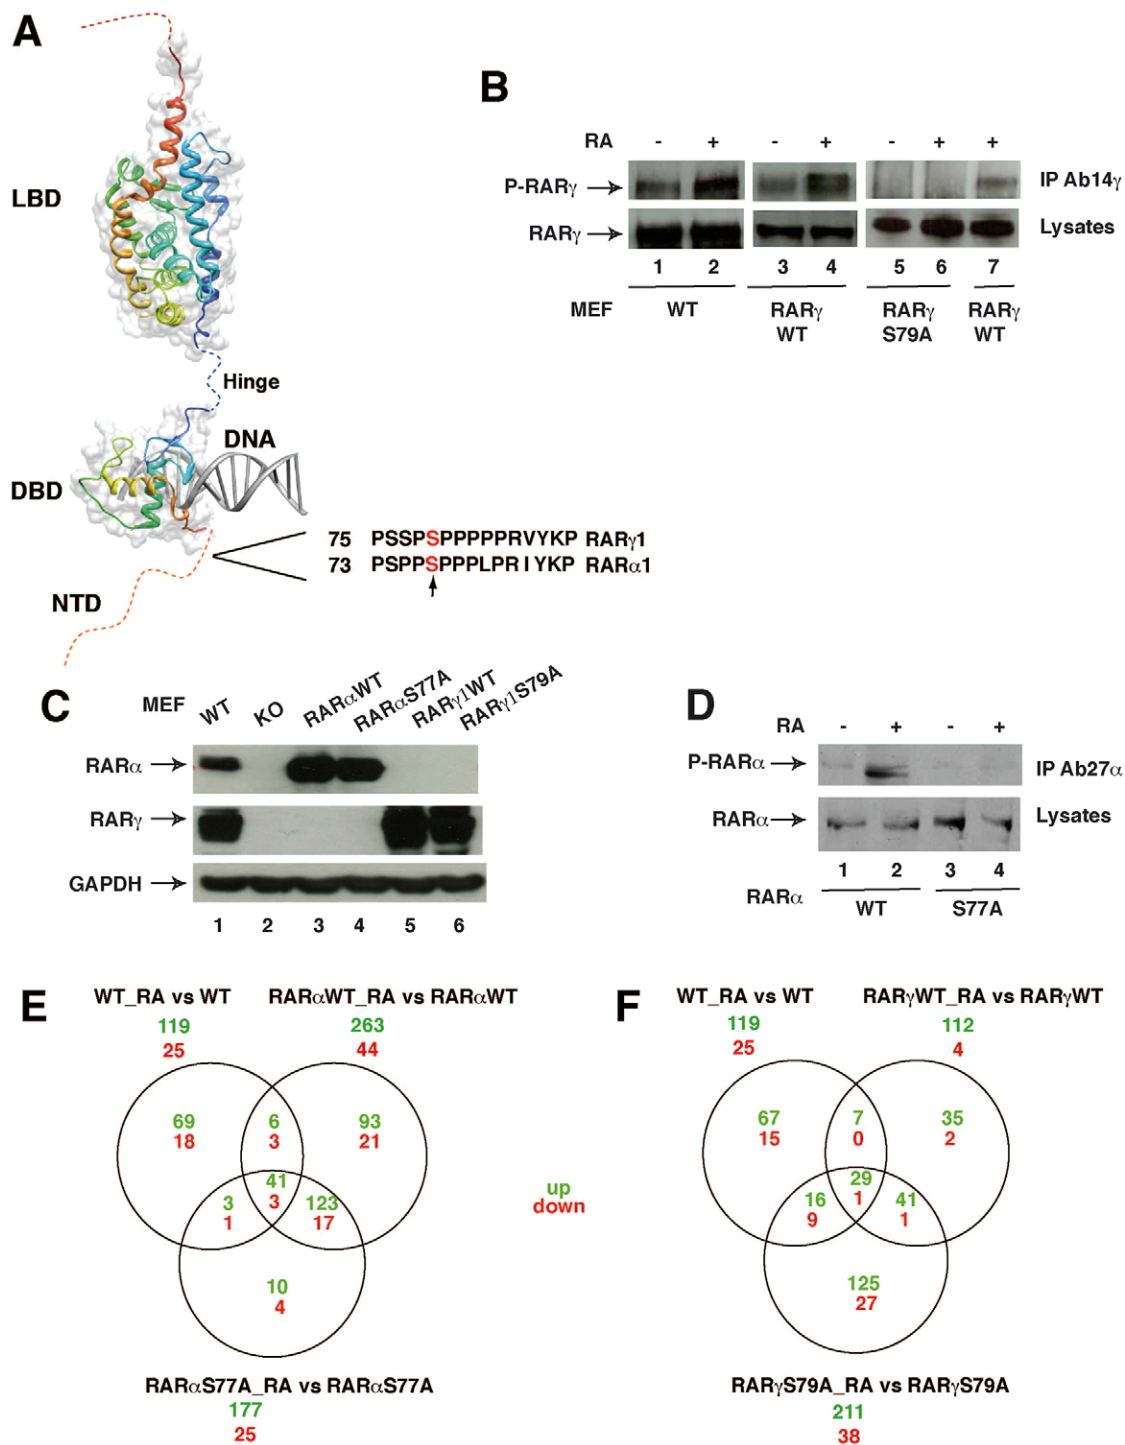 A
LBD
Hinge
DNA
DBD
75 PSSPSPPPPPRVYKP RARγ1
73 PSPPSPPPLPRIYKP RARα1
NTD
B
RA - + - + - + +
P-RARγ IP Ab14γ
RARγ Lysates
1 2 3 4 5 6 7
MEF WT RARγ RARγ RARγ
WT S79A WT
C
MEF WT KO RARαWT RARαS77A RARγ1WT RARγ1S79A
RARα
RARγ
GAPDH
1 2 3 4 5 6
D
RA - + - +
P-RARα IP Ab27α
RARα Lysates
1 2 3 4
RARα WT S77A
E
WT_RA vs WT RARαWT_RA vs RARαWT
119 263
25 44
69 6 93
18 3 21
41
3 3 123
1 17
10
4
RARαS77A_RA vs RARαS77A
177
25
up
down
F
WT_RA vs WT RARγWT_RA vs RARγWT
119 112
25 4
67 7 35
15 0 2
29
16 1 41
9 1
125
27
RARγS79A_RA vs RARγS79A
211
38